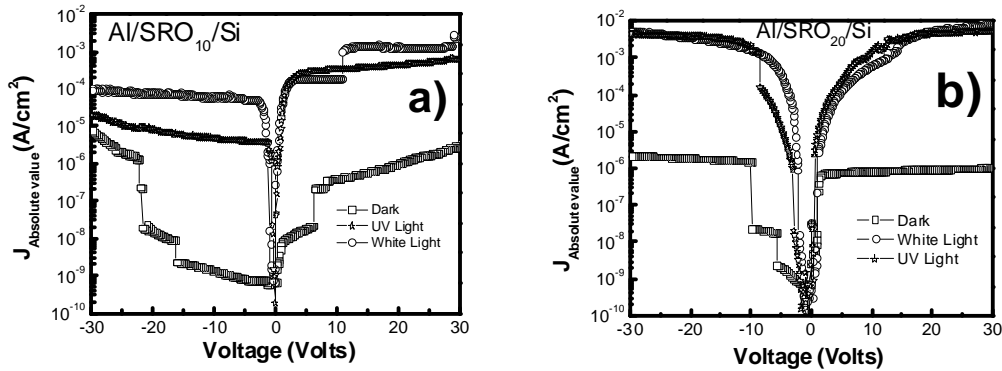 Al/SRO10/Si
a)
10^-2
10^-3
10^-4
10^-5
10^-6
10^-7
10^-8
10^-9
10^-10
J Absolute value (A/cm2)
Dark
UV Light
White Light
-30 -20 -10 0 10 20 30
Voltage (Volts)
Al/SRO20/Si
b)
10^-2
10^-3
10^-4
10^-5
10^-6
10^-7
10^-8
10^-9
10^-10
J Absolute value (A/cm2)
Dark
White Light
UV Light
-30 -20 -10 0 10 20 30
Voltage (Volts)